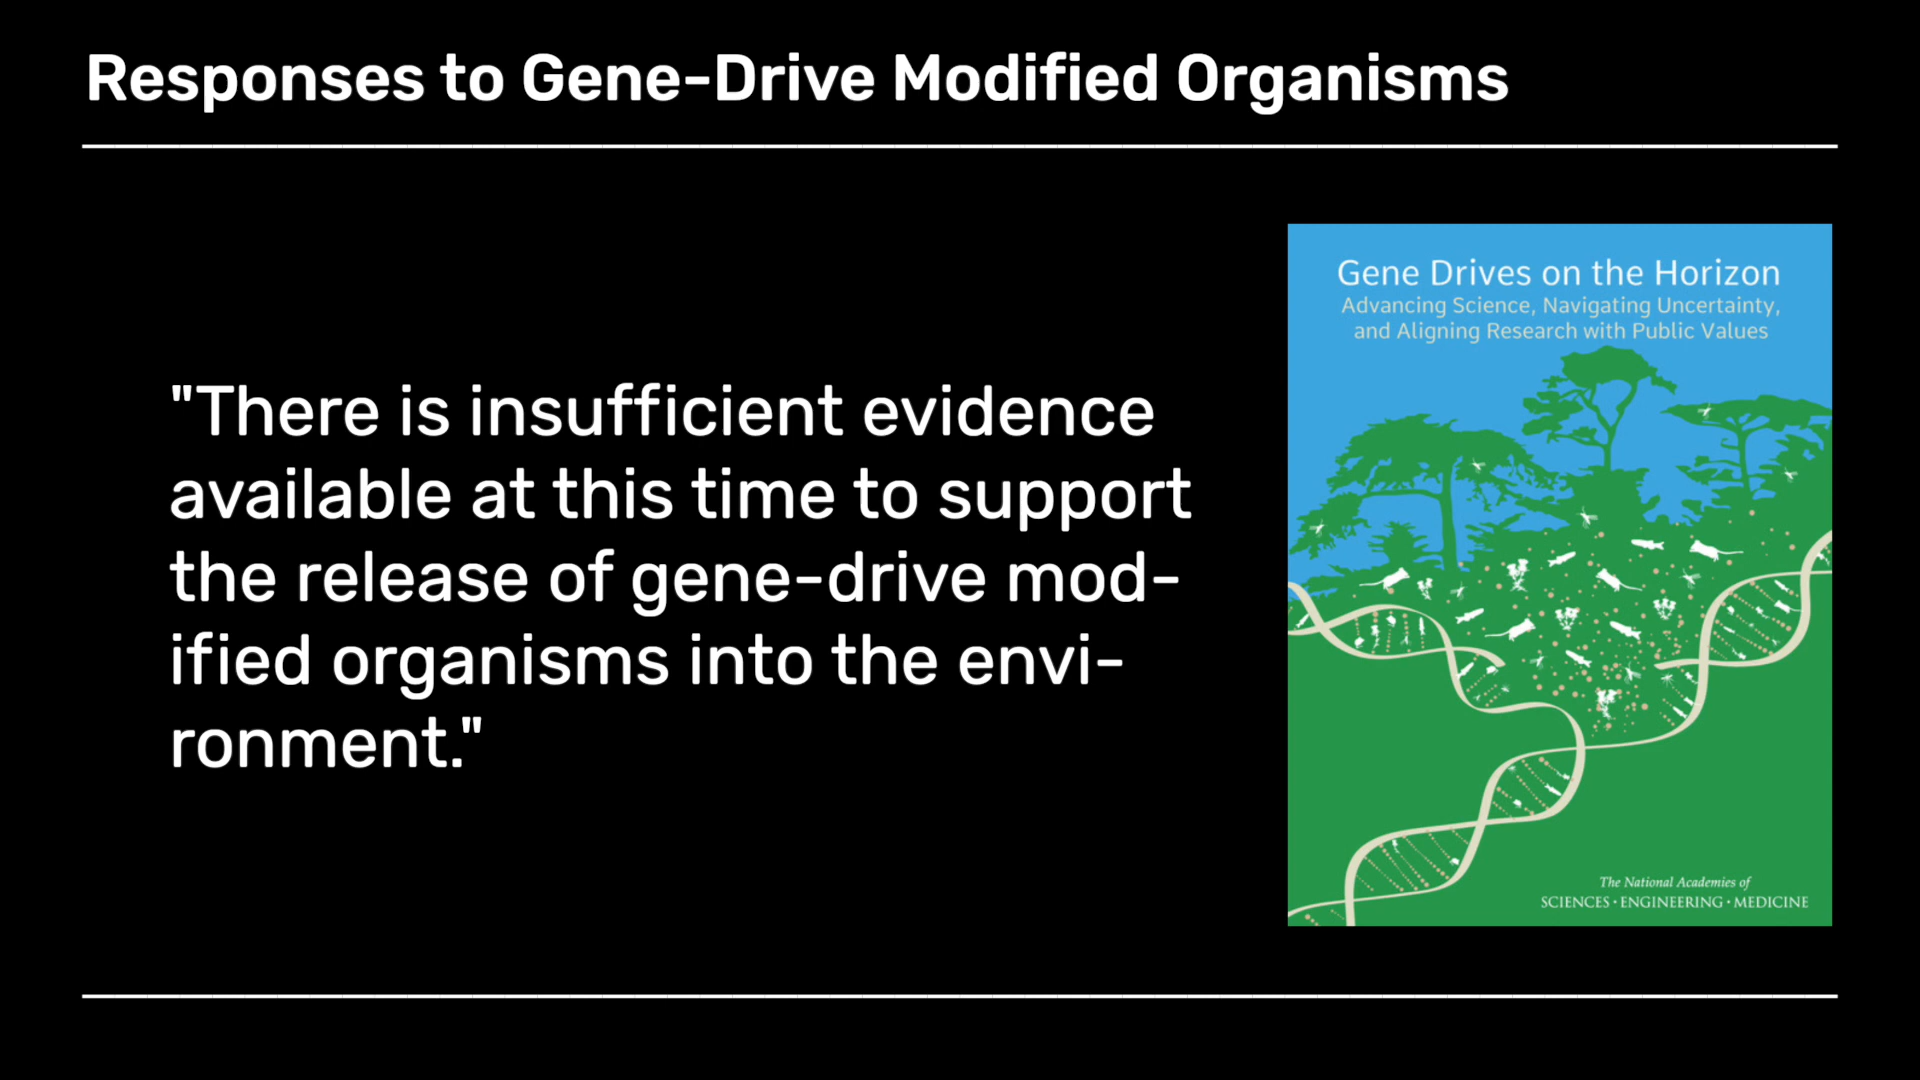 Responses to Gene-Drive Modified Organisms
"There is insufficient evidence
available at this time to support
the release of gene-drive mod-
ified organisms into the envi-
ronment."
Gene Drives on the Horizon
Advancing Science, Navigating Uncertainty,
and Aligning Research with Public Values
The National Academies of
SCIENCES • ENGINEERING • MEDICINE